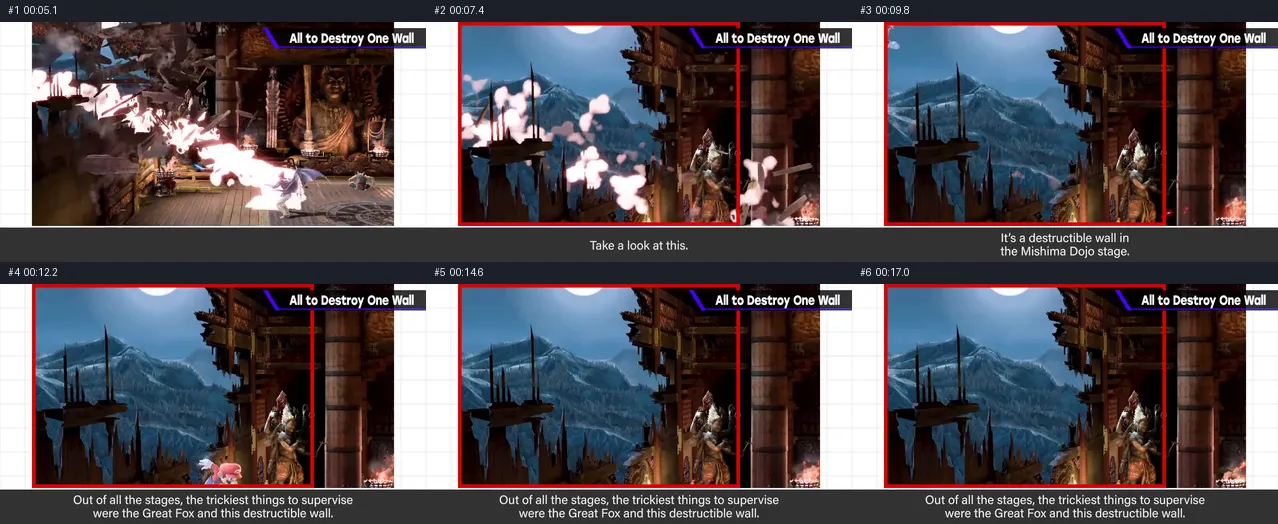 #1 00:05.1
All to Destroy One Wall
#2 00:07.4
All to Destroy One Wall
Take a look at this.
#3 00:09.8
All to Destroy One Wall
It's a destructible wall in
the Mishima Dojo stage.
#4 00:12.2
All to Destroy One Wall
Out of all the stages, the trickiest things to supervise
were the Great Fox and this destructible wall.
#5 00:14.6
All to Destroy One Wall
Out of all the stages, the trickiest things to supervise
were the Great Fox and this destructible wall.
#6 00:17.0
All to Destroy One Wall
Out of all the stages, the trickiest things to supervise
were the Great Fox and this destructible wall.